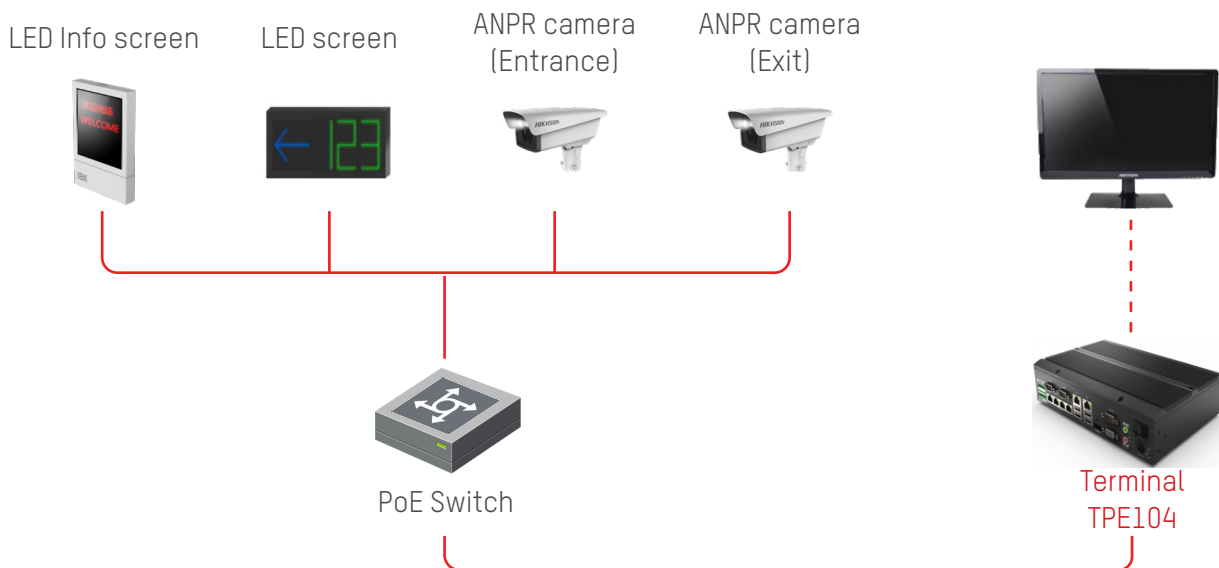 LED Info screen
LED screen
ANPR camera
(Entrance)
ANPR camera
(Exit)
WELCOME
123
HIKVISION
HIKVISION
HIKVISION
PoE Switch
Terminal
TPE104